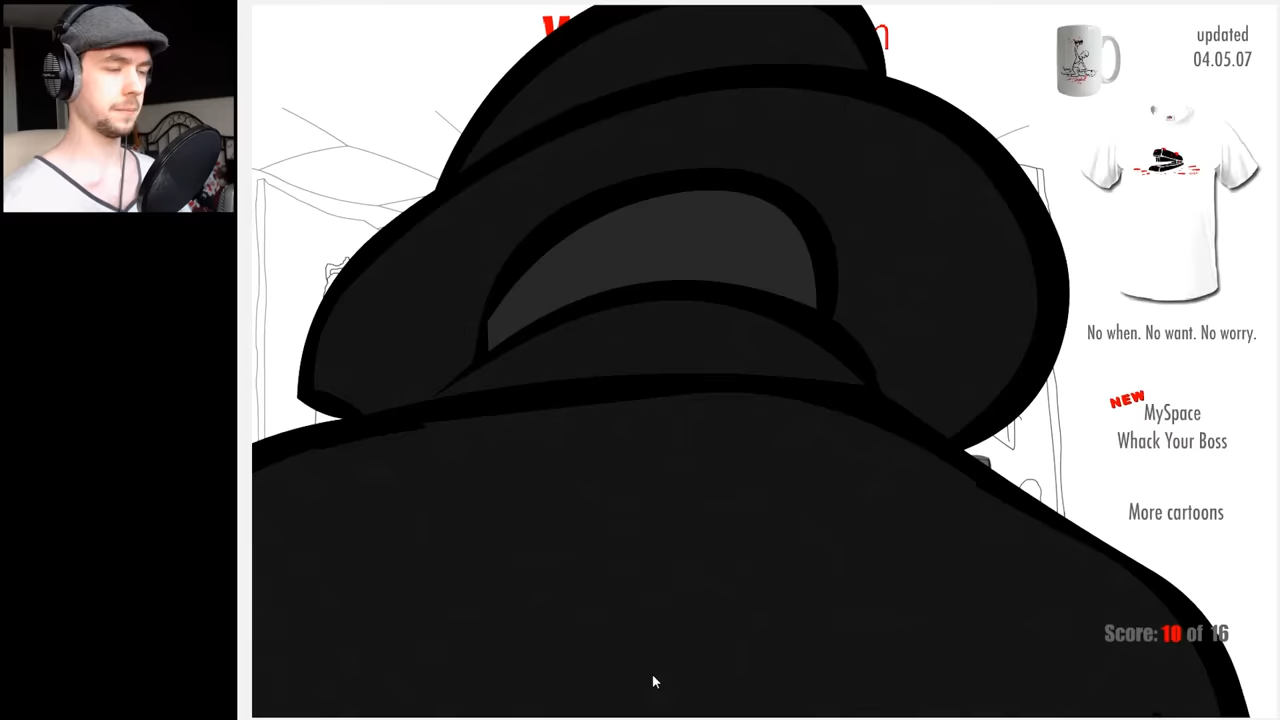 updated
04.05.07
No when. No want. No worry.
NEW
MySpace
Whack Your Boss
More cartoons
Score: 10 of 16